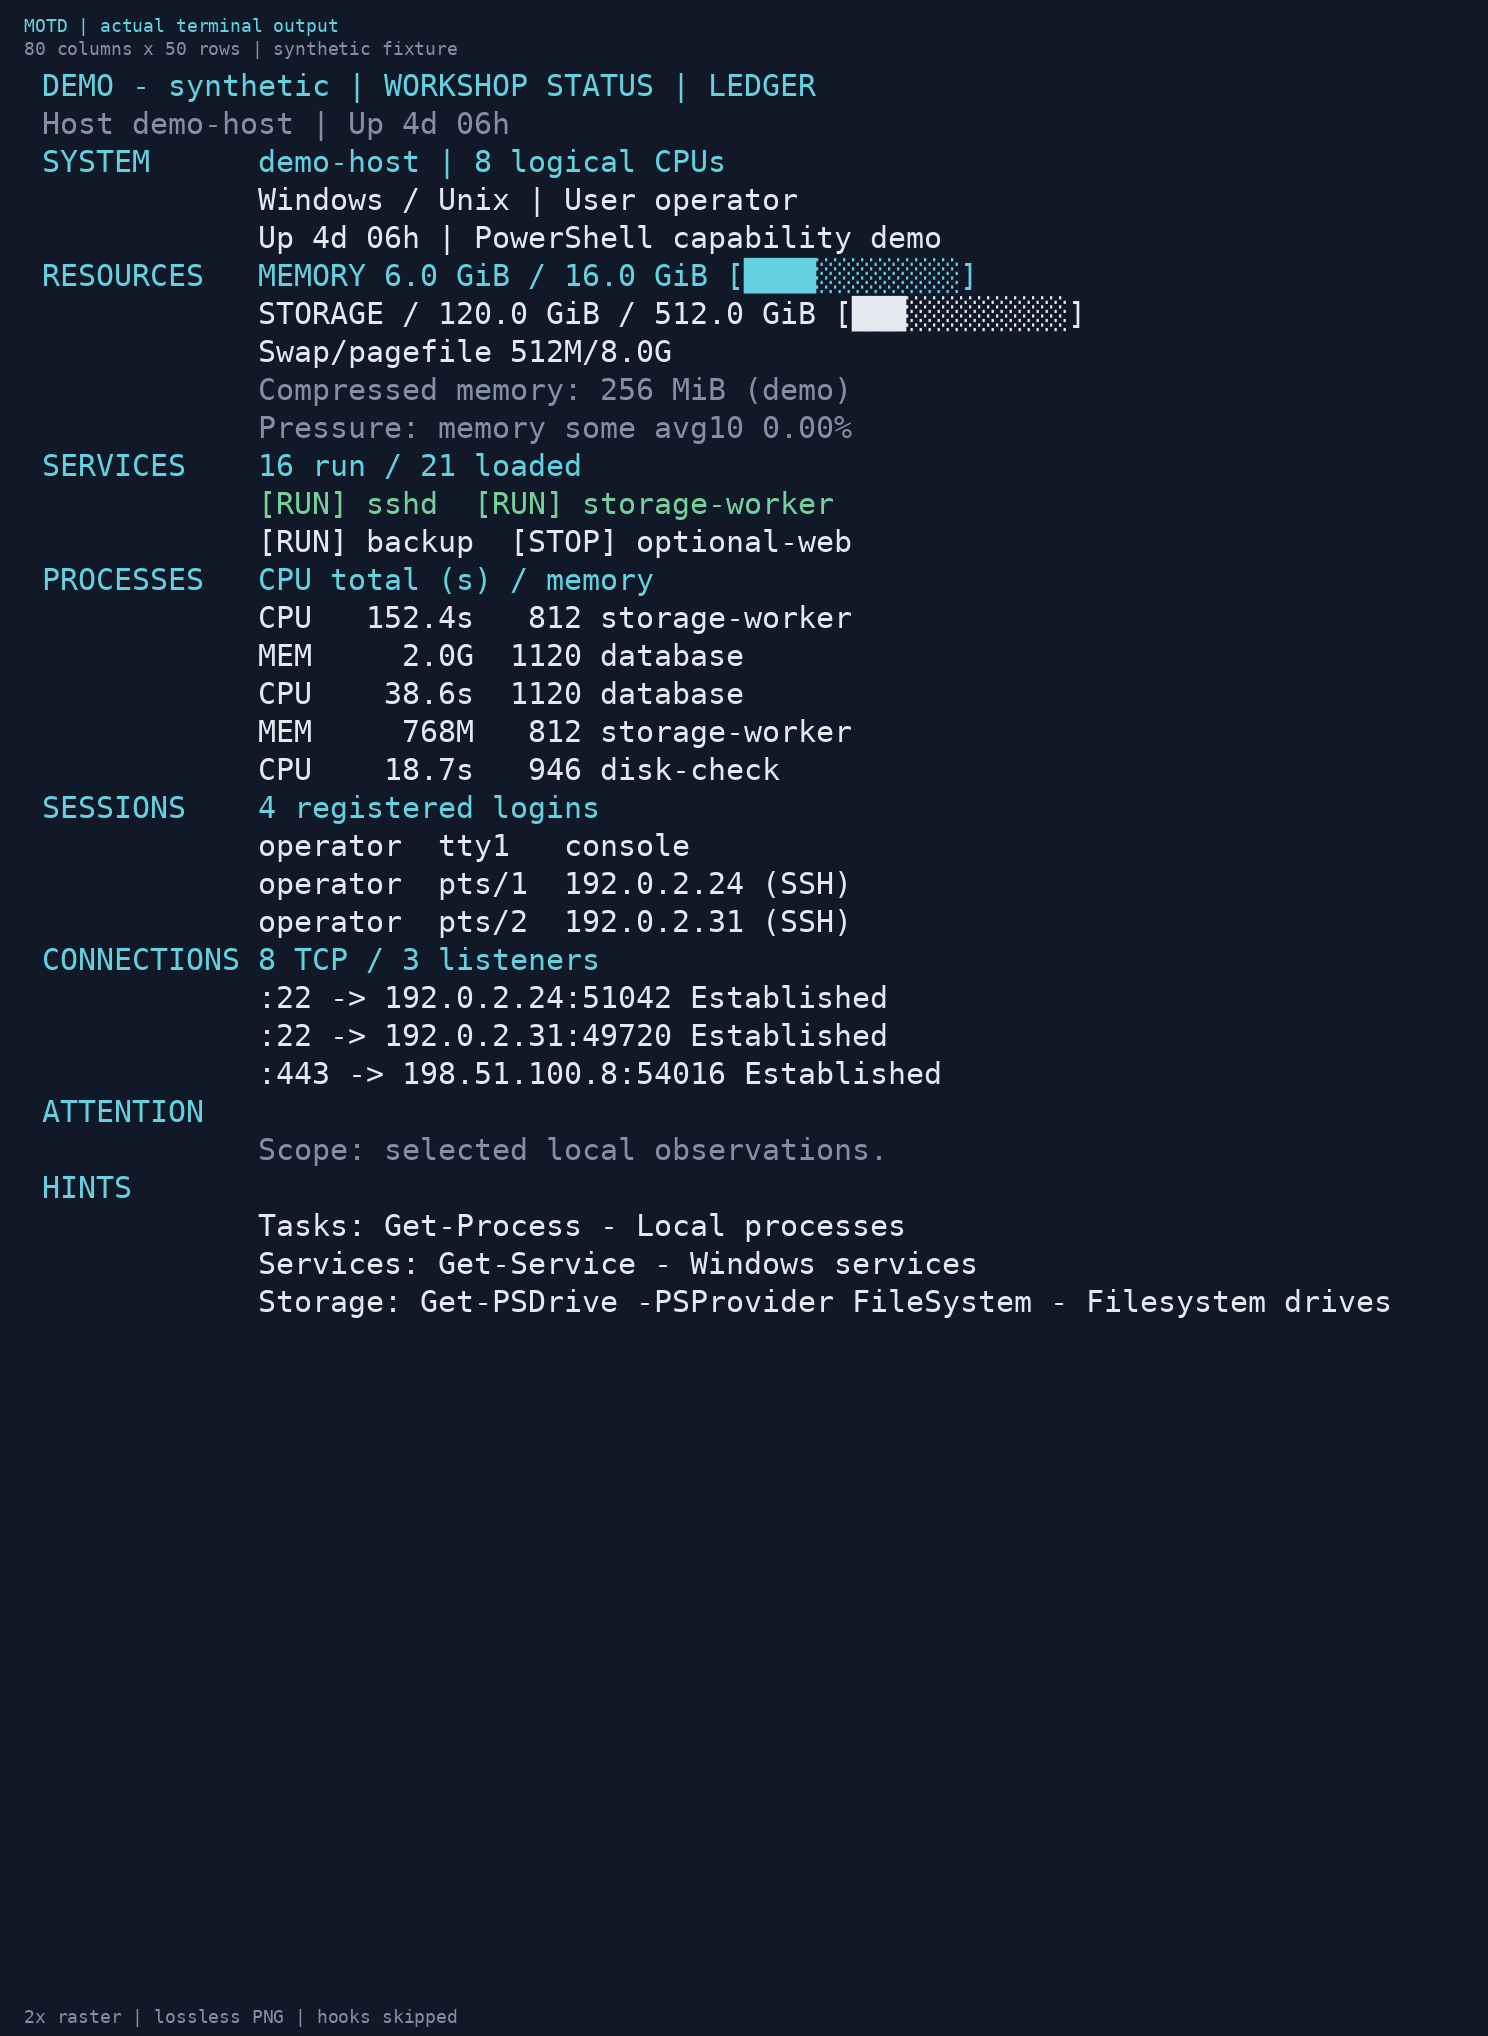 MOTD | actual terminal output
80 columns x 50 rows | synthetic fixture
DEMO - synthetic | WORKSHOP STATUS | LEDGER
Host demo-host | Up 4d 06h
SYSTEM      demo-host | 8 logical CPUs
            Windows / Unix | User operator
            Up 4d 06h | PowerShell capability demo
RESOURCES   MEMORY 6.0 GiB / 16.0 GiB [████░░░░░░░░]
            STORAGE / 120.0 GiB / 512.0 GiB [███░░░░░░░░░]
            Swap/pagefile 512M/8.0G
            Compressed memory: 256 MiB (demo)
            Pressure: memory some avg10 0.00%
SERVICES    16 run / 21 loaded
            [RUN] sshd  [RUN] storage-worker
            [RUN] backup  [STOP] optional-web
PROCESSES   CPU total (s) / memory
            CPU   152.4s   812 storage-worker
            MEM     2.0G  1120 database
            CPU    38.6s  1120 database
            MEM     768M   812 storage-worker
            CPU    18.7s   946 disk-check
SESSIONS    4 registered logins
            operator  tty1   console
            operator  pts/1  192.0.2.24 (SSH)
            operator  pts/2  192.0.2.31 (SSH)
CONNECTIONS 8 TCP / 3 listeners
            :22 -> 192.0.2.24:51042 Established
            :22 -> 192.0.2.31:49720 Established
            :443 -> 198.51.100.8:54016 Established
ATTENTION
            Scope: selected local observations.
HINTS
            Tasks: Get-Process - Local processes
            Services: Get-Service - Windows services
            Storage: Get-PSDrive -PSProvider FileSystem - Filesystem drives
2x raster | lossless PNG | hooks skipped